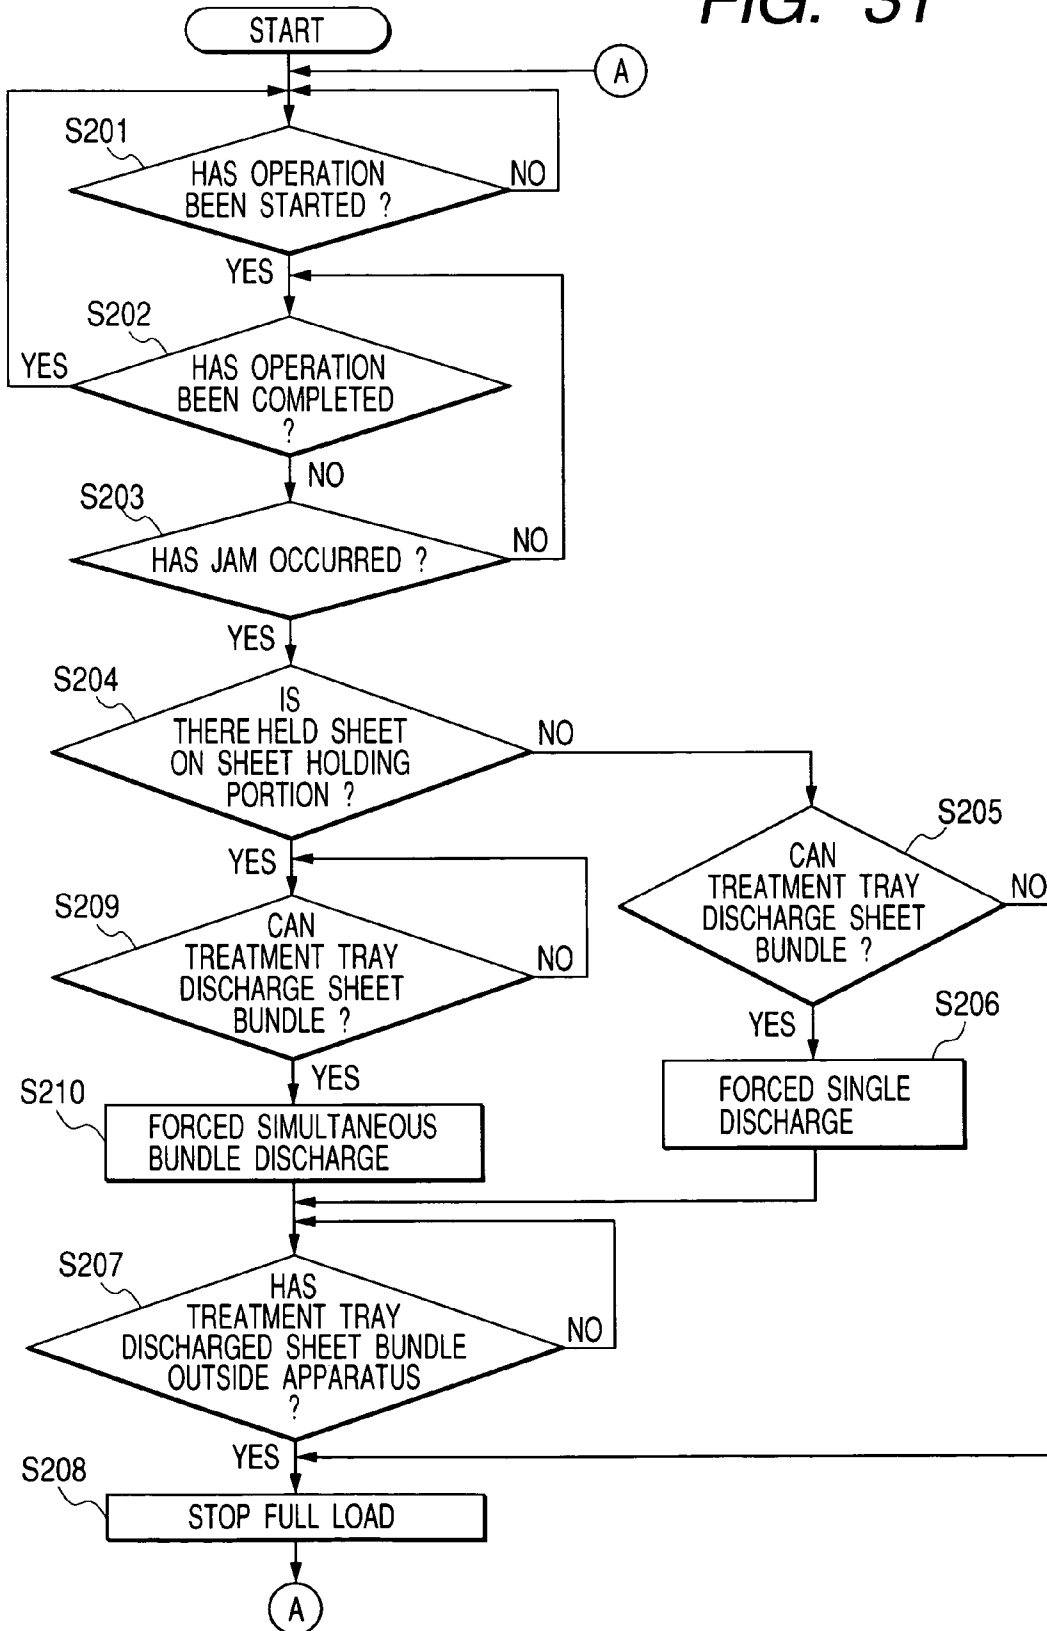 FIG. 31
START
A
S201
HAS OPERATION
BEEN STARTED ?
NO
YES
S202
HAS OPERATION
BEEN COMPLETED
?
YES
NO
S203
HAS JAM OCCURRED ?
NO
YES
S204
IS
THERE HELD SHEET
ON SHEET HOLDING
PORTION ?
NO
YES
S205
CAN
TREATMENT TRAY
DISCHARGE SHEET
BUNDLE ?
NO
YES
S209
CAN
TREATMENT TRAY
DISCHARGE SHEET
BUNDLE ?
NO
YES
S206
FORCED SINGLE
DISCHARGE
S210
FORCED SIMULTANEOUS
BUNDLE DISCHARGE
S207
HAS
TREATMENT TRAY
DISCHARGED SHEET BUNDLE
OUTSIDE APPARATUS
?
NO
YES
S208
STOP FULL LOAD
A